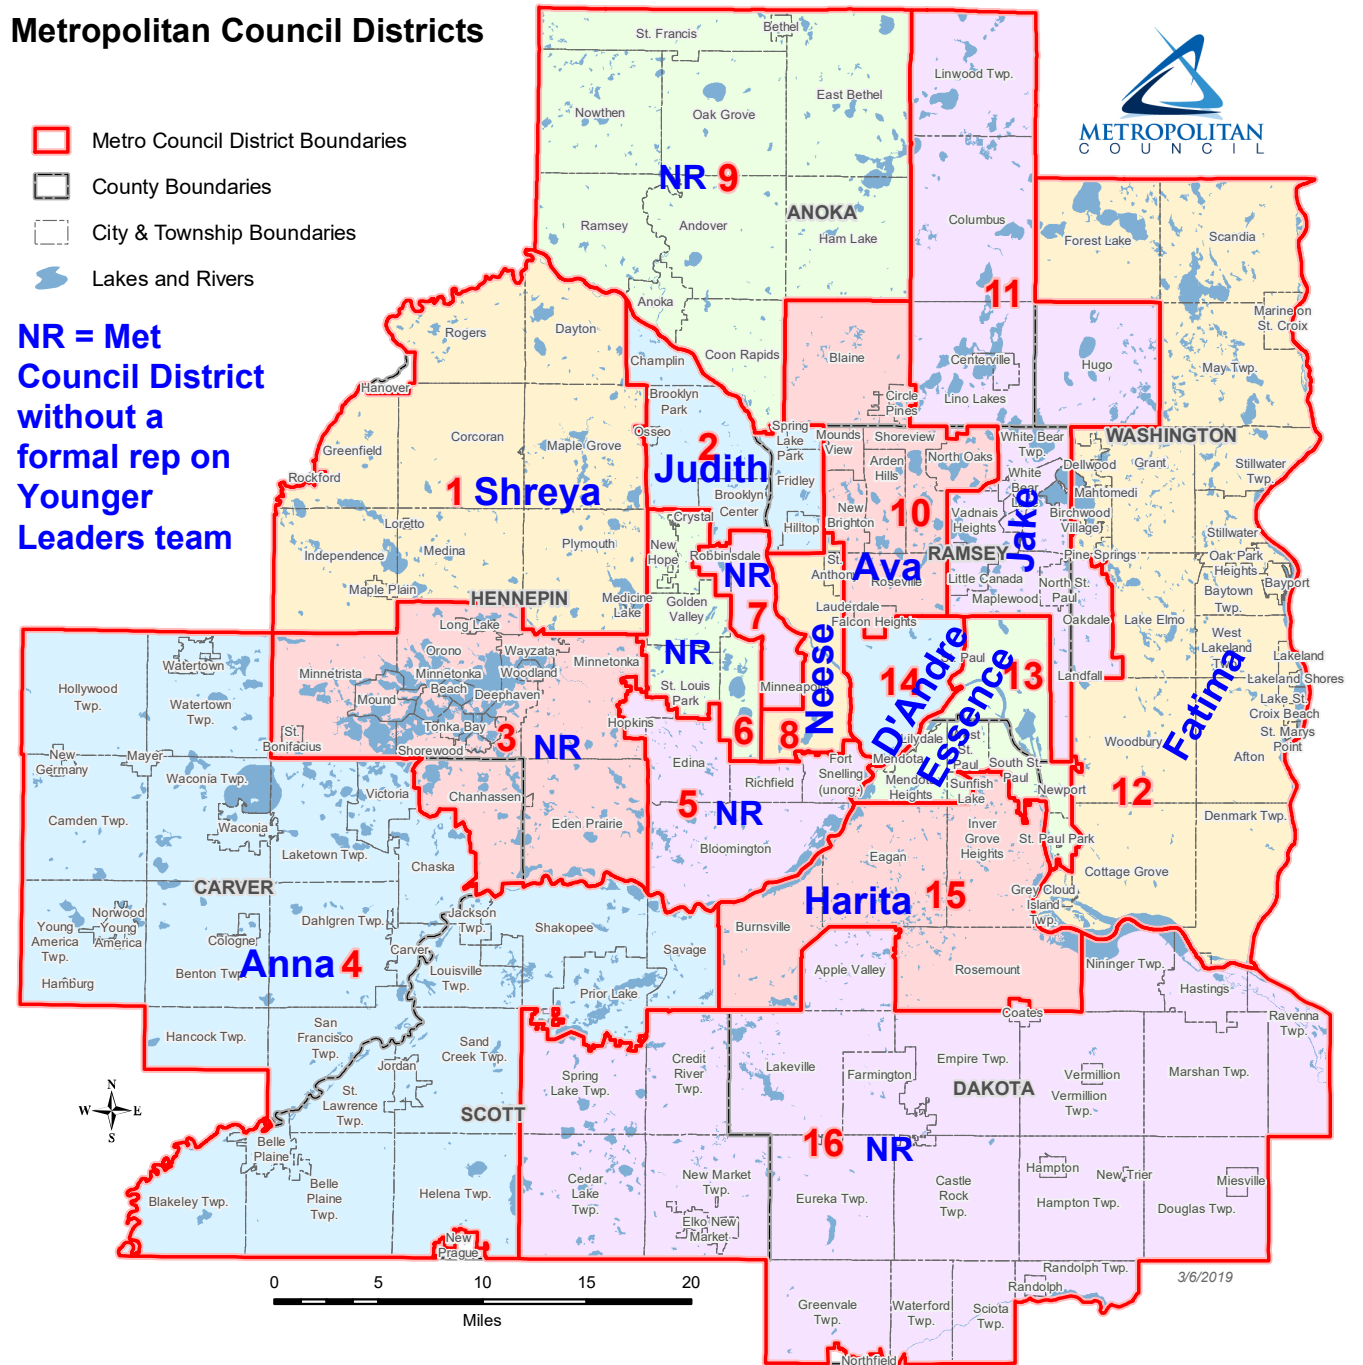 Metropolitan Council Districts
Metro Council District Boundaries
County Boundaries
City & Township Boundaries
Lakes and Rivers
NR = Met
Council District
without a
formal rep on
Younger
Leaders team
METROPOLITAN
COUNCIL
St. Francis
Bethel
Linwood Twp.
Nowthen
Oak Grove
East Bethel
NR 9
ANOKA
Ramsey
Andover
Ham Lake
Columbus
Forest Lake
Scandia
11
Anoka
Marine on
St. Croix
Rogers
Dayton
Champlin
Coon Rapids
Blaine
Centerville
Hugo
May Twp.
Hanover
Brooklyn
Park
Circle
Pines
Lino Lakes
Corcoran
Maple Grove
Osseo
Greenfield
Rockford
2
Judith
Spring
Lake
Park
Mounds
View
Shoreview
North Oaks
White Bear
Twp.
WASHINGTON
Grant
Stillwater
Twp.
1 Shreya
Brooklyn
Center
Fridley
Arden
Hills
White
Bear
Dellwood
Mahtomedi
Birchwood
Village
Loretto
Independence
Medina
Plymouth
Maple Plain
Crystal
Hilltop
New
Brighton
10
Vadnais
Heights
Jake
Stillwater
New
Hope
Robbinsdale
NR
7
St.
Anthony
Ava
Roseville
RAMSEY
Little Canada
Maplewood
North St.
Paul
Pine Springs
Oak Park
Heights
Bayport
Baytown
Twp.
HENNEPIN
Medicine
Lake
Golden
Valley
NR
Lauderdale
Falcon Heights
Oakdale
Lake Elmo
Long Lake
Orono
Wayzata
Minnetonka
Woodland
Minnetrista
Minnetonka
Beach
Deephaven
Mound
Tonka Bay
Shorewood
3
NR
St.
Bonifacius
Watertown
Hollywood
Twp.
Watertown
Twp.
St. Louis
Park
6
Minneapolis
8
Neese
14
D'Andre
Paul
13
Essence
Landfall
West
Lakeland
Twp.
Lakeland
Lakeland Shores
Lake St.
Croix Beach
St. Marys
Point
Afton
Fatima
Woodbury
12
Denmark Twp.
Hopkins
Edina
Richfield
5
NR
Bloomington
Fort
Snelling
(unorg.)
Lilydale
Mendota
Mendota
Heights
St.
Paul
Sunfish
Lake
South St.
Paul
Newport
New
Germany
Mayer
Waconia Twp.
Victoria
Chanhassen
Eden Prairie
Camden Twp.
Waconia
Laketown Twp.
Chaska
CARVER
Inver
Grove
Heights
St. Paul Park
Cottage Grove
Eagan
Harita 15
Grey Cloud
Island
Twp.
Norwood
Young
America
Young
America
Twp.
Cologne
Dahlgren Twp.
Jackson
Twp.
Shakopee
Savage
Burnsville
Hamburg
Benton Twp.
Anna 4
Carver
Louisville
Twp.
Prior Lake
Apple Valley
Rosemount
Nininger Twp.
Hastings
Coates
Ravenna
Twp.
Hancock Twp.
San
Francisco
Twp.
Sand
Creek Twp.
Jordan
Spring
Lake Twp.
Credit
River
Twp.
Lakeville
Farmington
Empire Twp.
DAKOTA
Vermillion
Vermillion
Twp.
Marshan Twp.
N
W E
S
St.
Lawrence
Twp.
SCOTT
Belle
Plaine
Belle
Plaine
Twp.
Blakeley Twp.
Helena Twp.
New
Prague
Cedar
Lake
Twp.
New Market
Twp.
Elko New
Market
16
NR
Eureka Twp.
Castle
Rock
Twp.
Hampton
Hampton Twp.
New Trier
Miesville
Douglas Twp.
Randolph Twp.
Randolph
Greenvale
Twp.
Waterford
Twp.
Sciota
Twp.
Northfield
3/6/2019
0 5 10 15 20
Miles